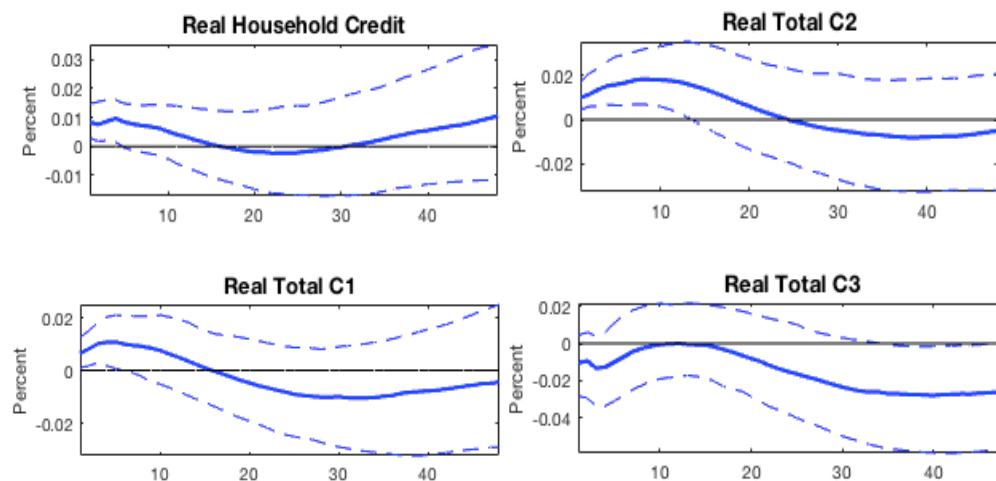 Real Household Credit
Percent
0.03
0.02
0.01
0
-0.01
10 20 30 40
Real Total C2
Percent
0.02
0
-0.02
10 20 30 40
Real Total C1
Percent
0.02
0
-0.02
10 20 30 40
Real Total C3
Percent
0.02
0
-0.02
-0.04
10 20 30 40